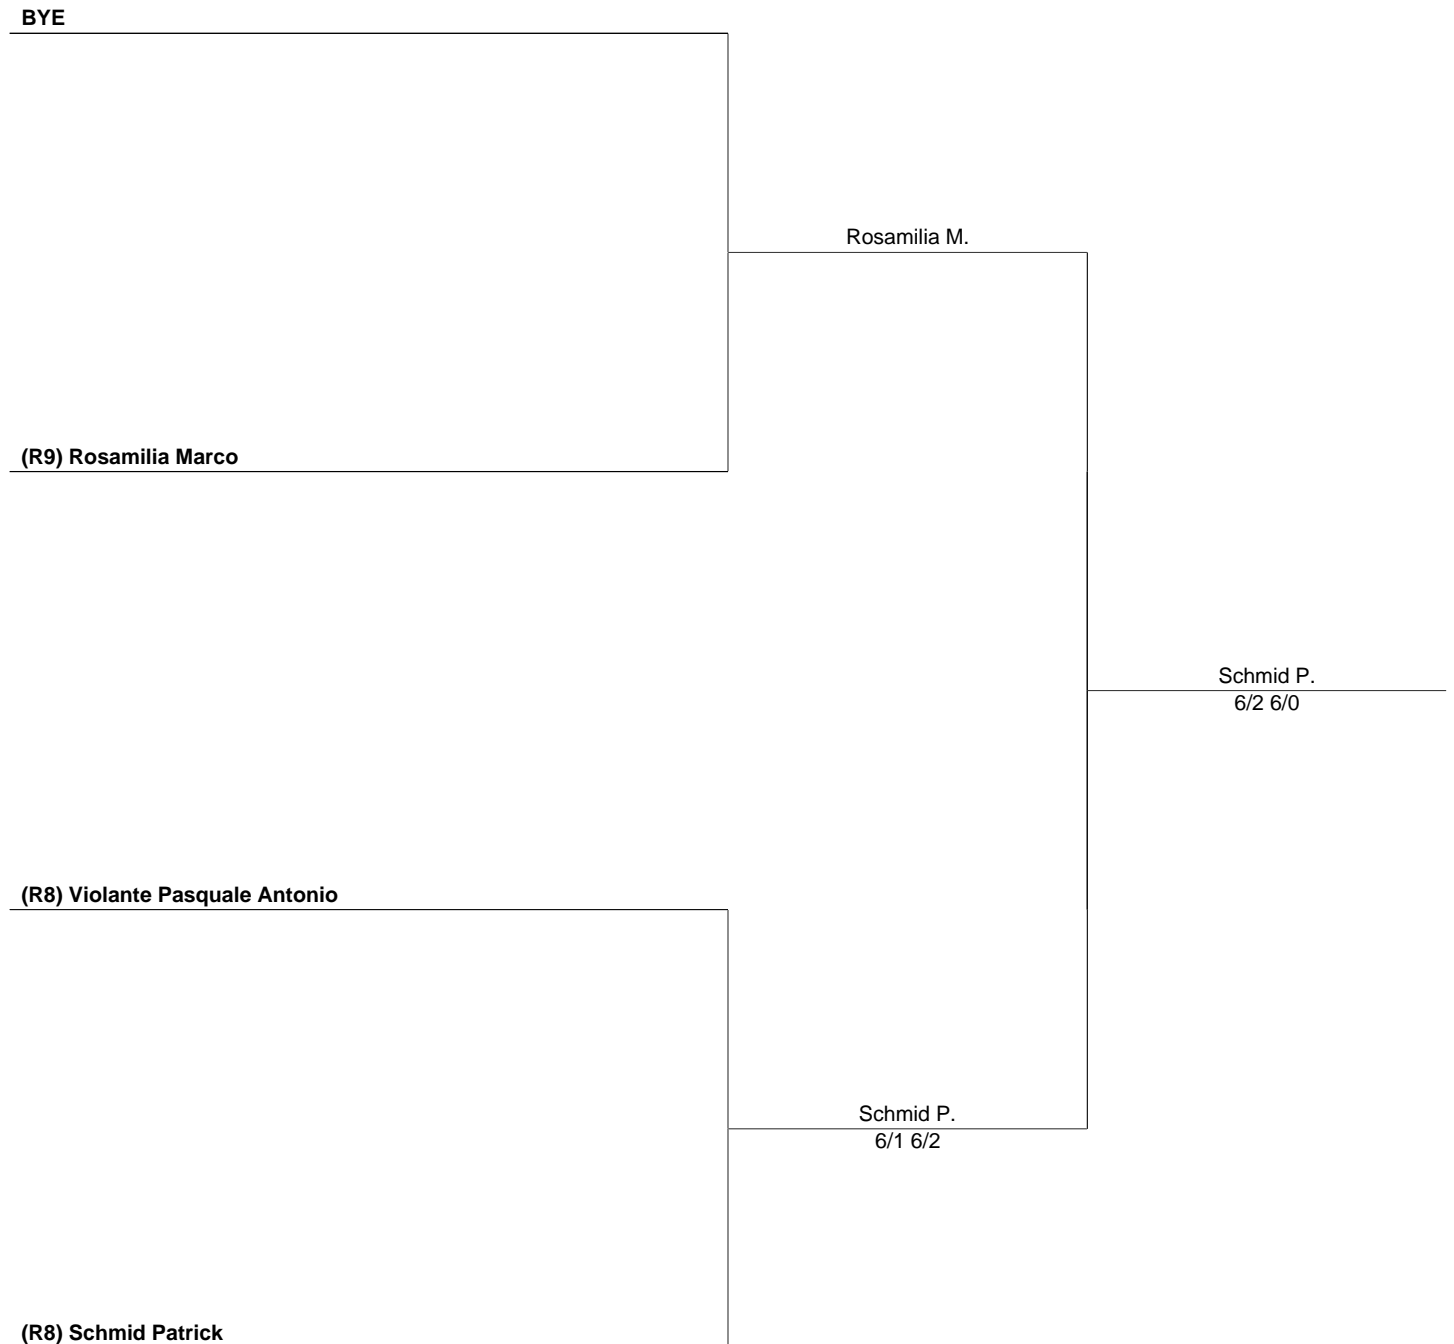 BYE
Rosamilia M.
(R9) Rosamilia Marco
Schmid P.
6/2 6/0
(R8) Violante Pasquale Antonio
Schmid P.
6/1 6/2
(R8) Schmid Patrick